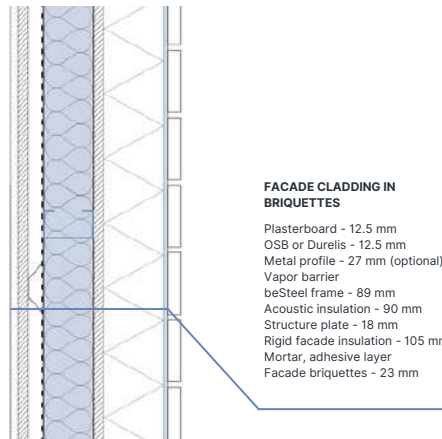 FACADE CLADDING IN
BRIQUETTES
Plasterboard - 12.5 mm
OSB or Durelis - 12.5 mm
Metal profile - 27 mm (optional)
Vapor barrier
beSteel frame - 89 mm
Acoustic insulation - 90 mm
Structure plate - 18 mm
Rigid facade insulation - 105 mm
Mortar, adhesive layer
Facade briquettes - 23 mm